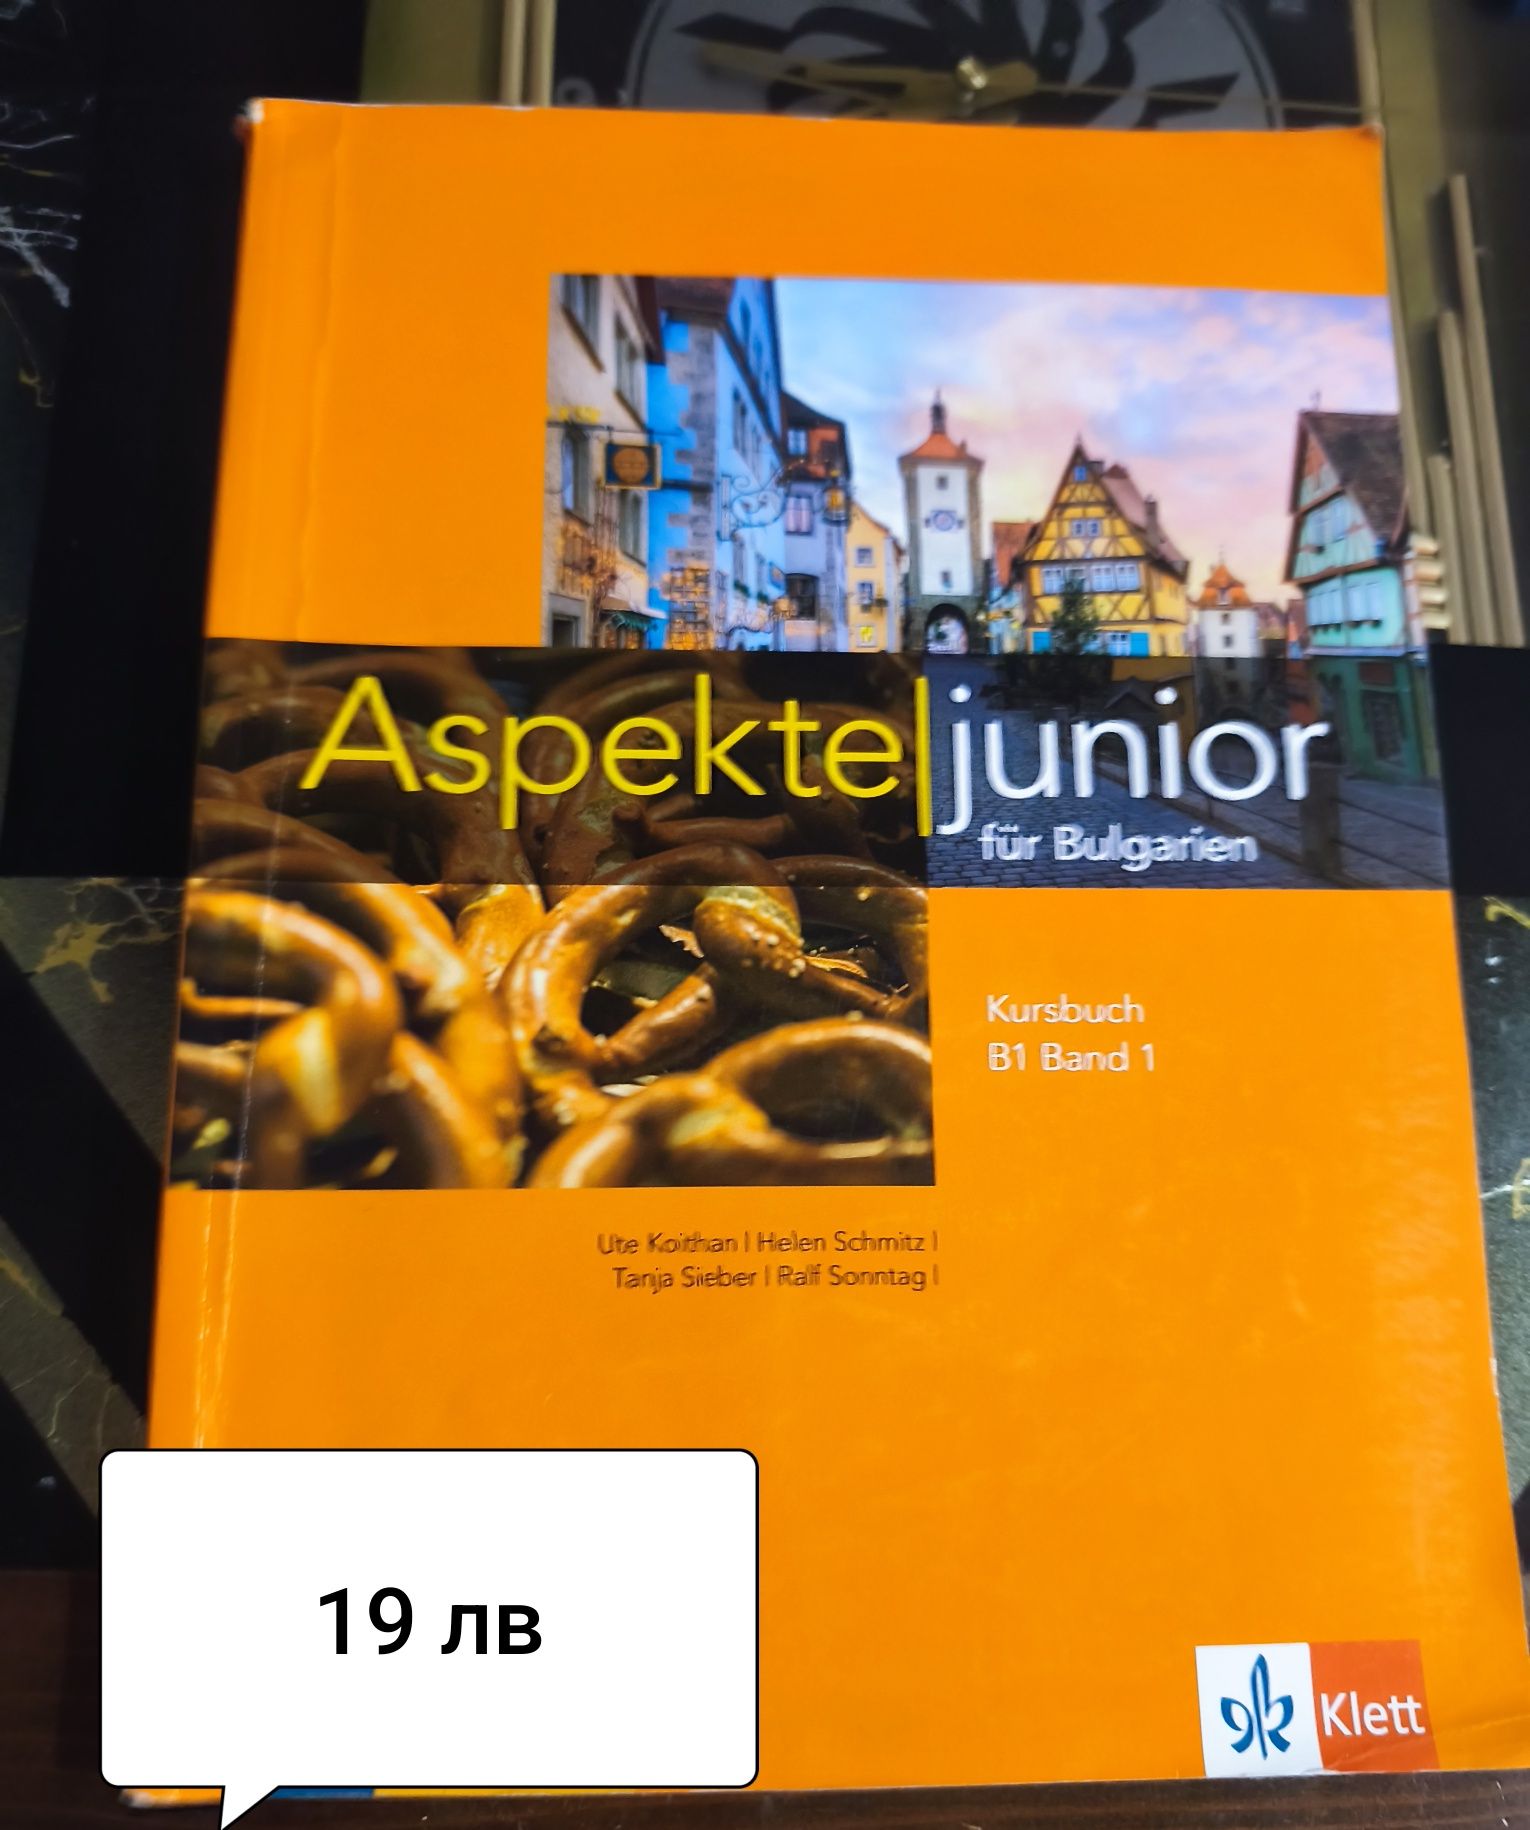 Aspekte|junior
für Bulgarien
Kursbuch
B1 Band 1
Ute Koithan | Helen Schmitz |
Tanja Sieber | Ralf Sonntag |
19 лв
Klett